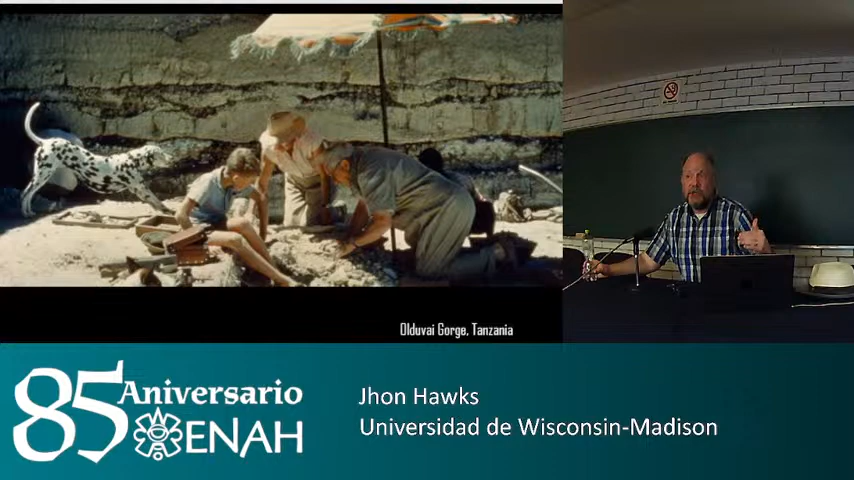 Olduvai Gorge, Tanzania
85 Aniversario
ENAH
Jhon Hawks
Universidad de Wisconsin-Madison